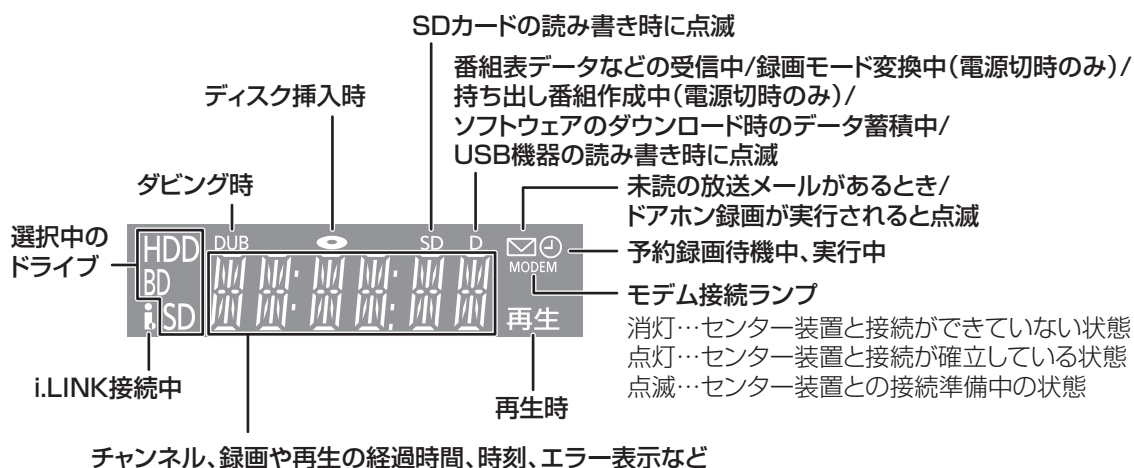 SDカードの読み書き時に点滅
番組表データなどの受信中/録画モード変換中(電源切時のみ)/
持ち出し番組作成中(電源切時のみ)/
ソフトウェアのダウンロード時のデータ蓄積中/
USB機器の読み書き時に点滅
ディスク挿入時
ダビング時
未読の放送メールがあるとき/
ドアホン録画が実行されると点滅
選択中の
ドライブ
HDD DUB SD D
予約録画待機中、実行中
BD
MODEM
モデム接続ランプ
i SD
再生
消灯…センター装置と接続ができていない状態
点灯…センター装置と接続が確立している状態
点滅…センター装置との接続準備中の状態
i.LINK接続中
再生時
チャンネル、録画や再生の経過時間、時刻、エラー表示など